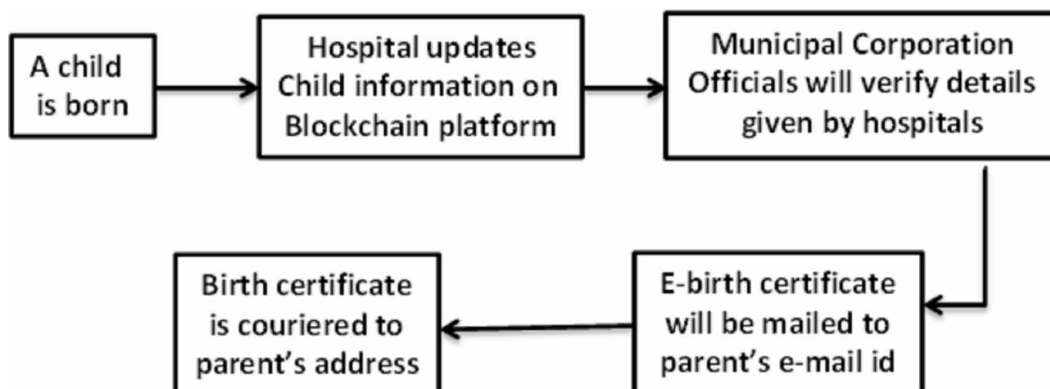 A child
is born
Hospital updates
Child information on
Blockchain platform
Municipal Corporation
Officials will verify details
given by hospitals
E-birth certificate
will be mailed to
parent's e-mail id
Birth certificate
is couriered to
parent's address